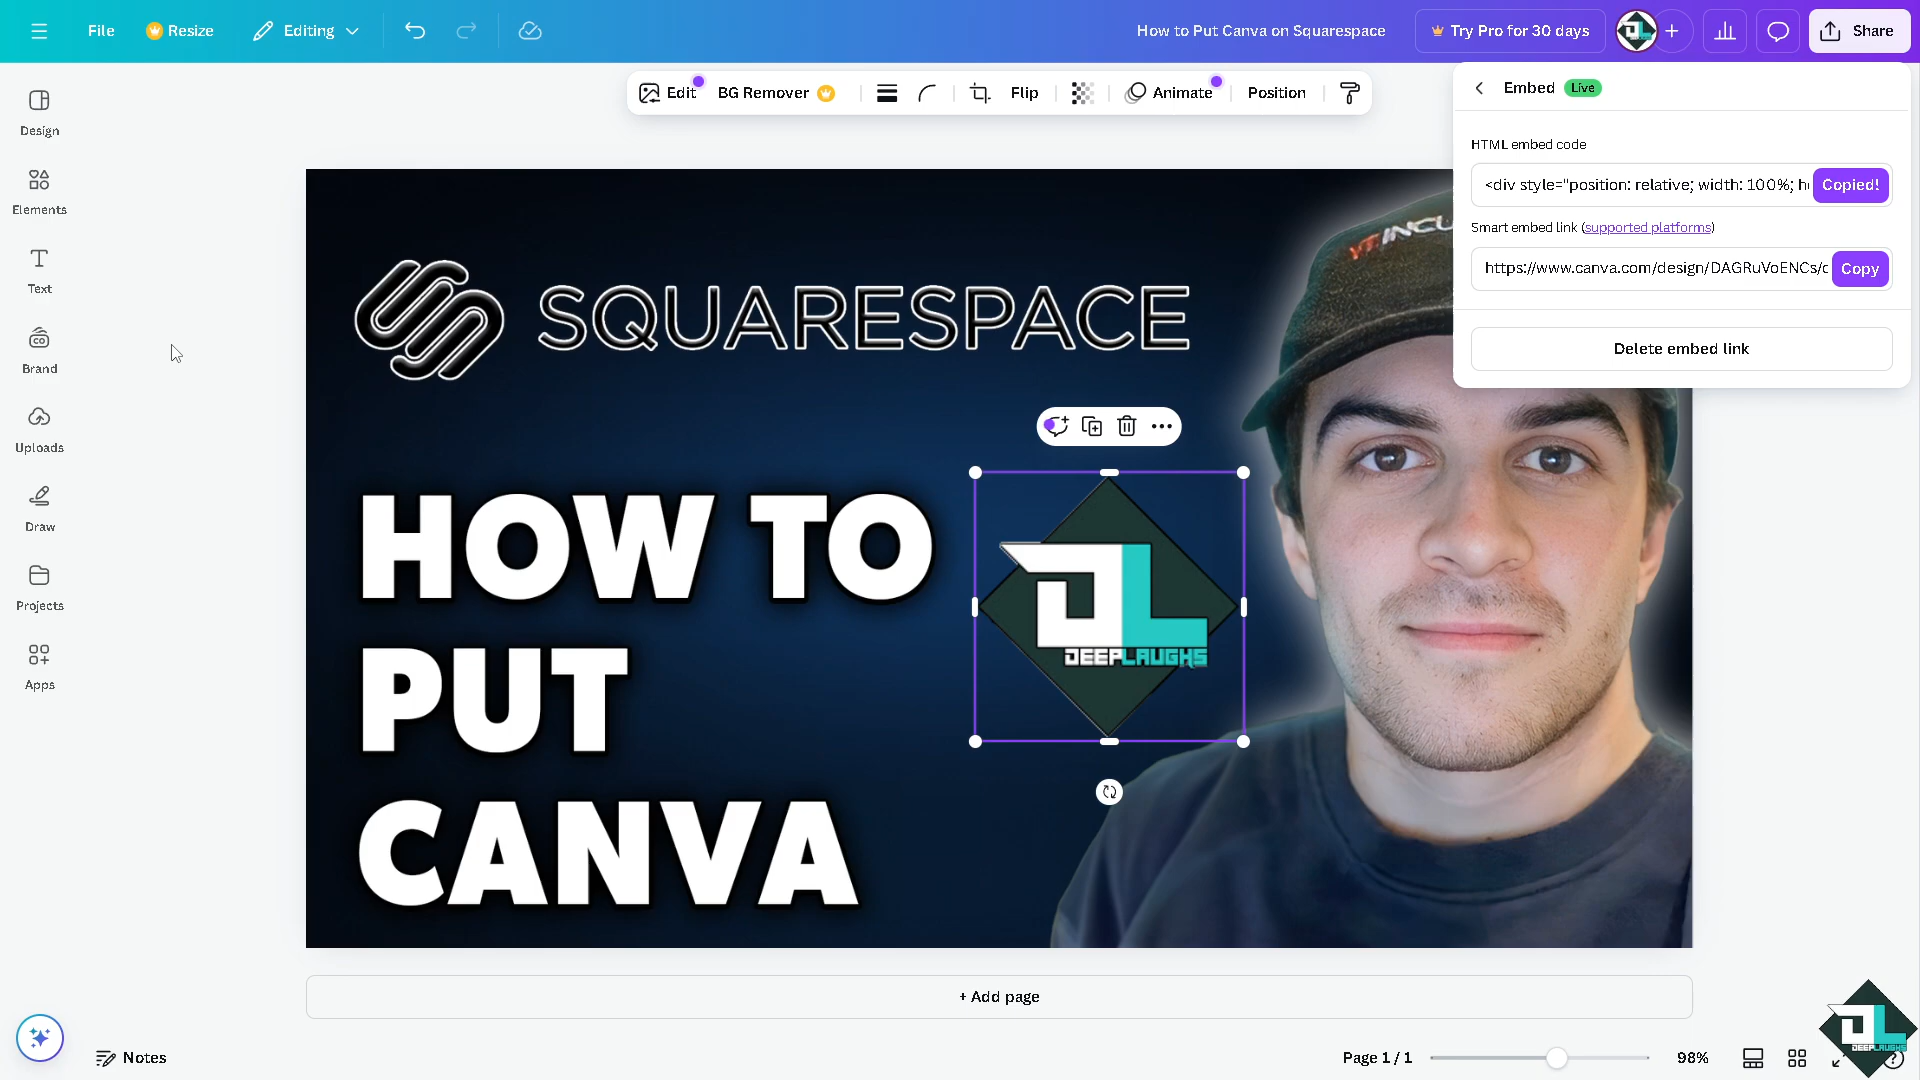 File
Resize
Editing
How to Put Canva on Squarespace
Try Pro for 30 days
Share
Edit
BG Remover
Flip
Animate
Position
Embed
Live
HTML embed code
<div style="position: relative; width: 100%; h
Copied!
Smart embed link (supported platforms)
https://www.canva.com/design/DAGRuVoENCs/c
Copy
Delete embed link
Design
Elements
Text
Brand
Uploads
Draw
Projects
Apps
SQUARESPACE
HOW TO
PUT
CANVA
DL
DEEPLAUGHS
+ Add page
Notes
Page 1 / 1
98%
DL
DEEPLAUGHS